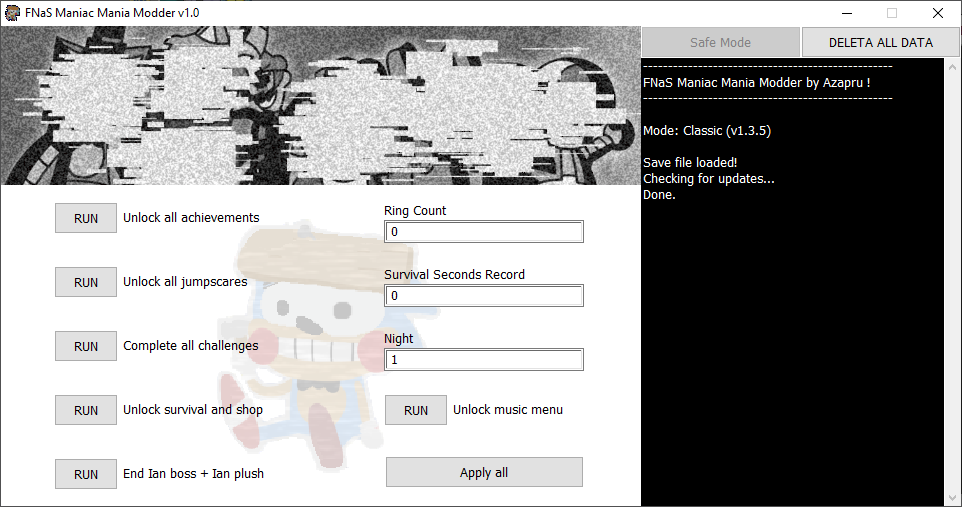 FNaS Maniac Mania Modder v1.0
Safe Mode
DELETA ALL DATA
--------------------------------------------------
FNaS Maniac Mania Modder by Azapru !
--------------------------------------------------
Mode: Classic (v1.3.5)
Save file loaded!
Checking for updates...
Done.
RUN Unlock all achievements
Ring Count
0
RUN Unlock all jumpscares
Survival Seconds Record
0
RUN Complete all challenges
Night
1
RUN Unlock survival and shop
RUN Unlock music menu
RUN End Ian boss + Ian plush
Apply all